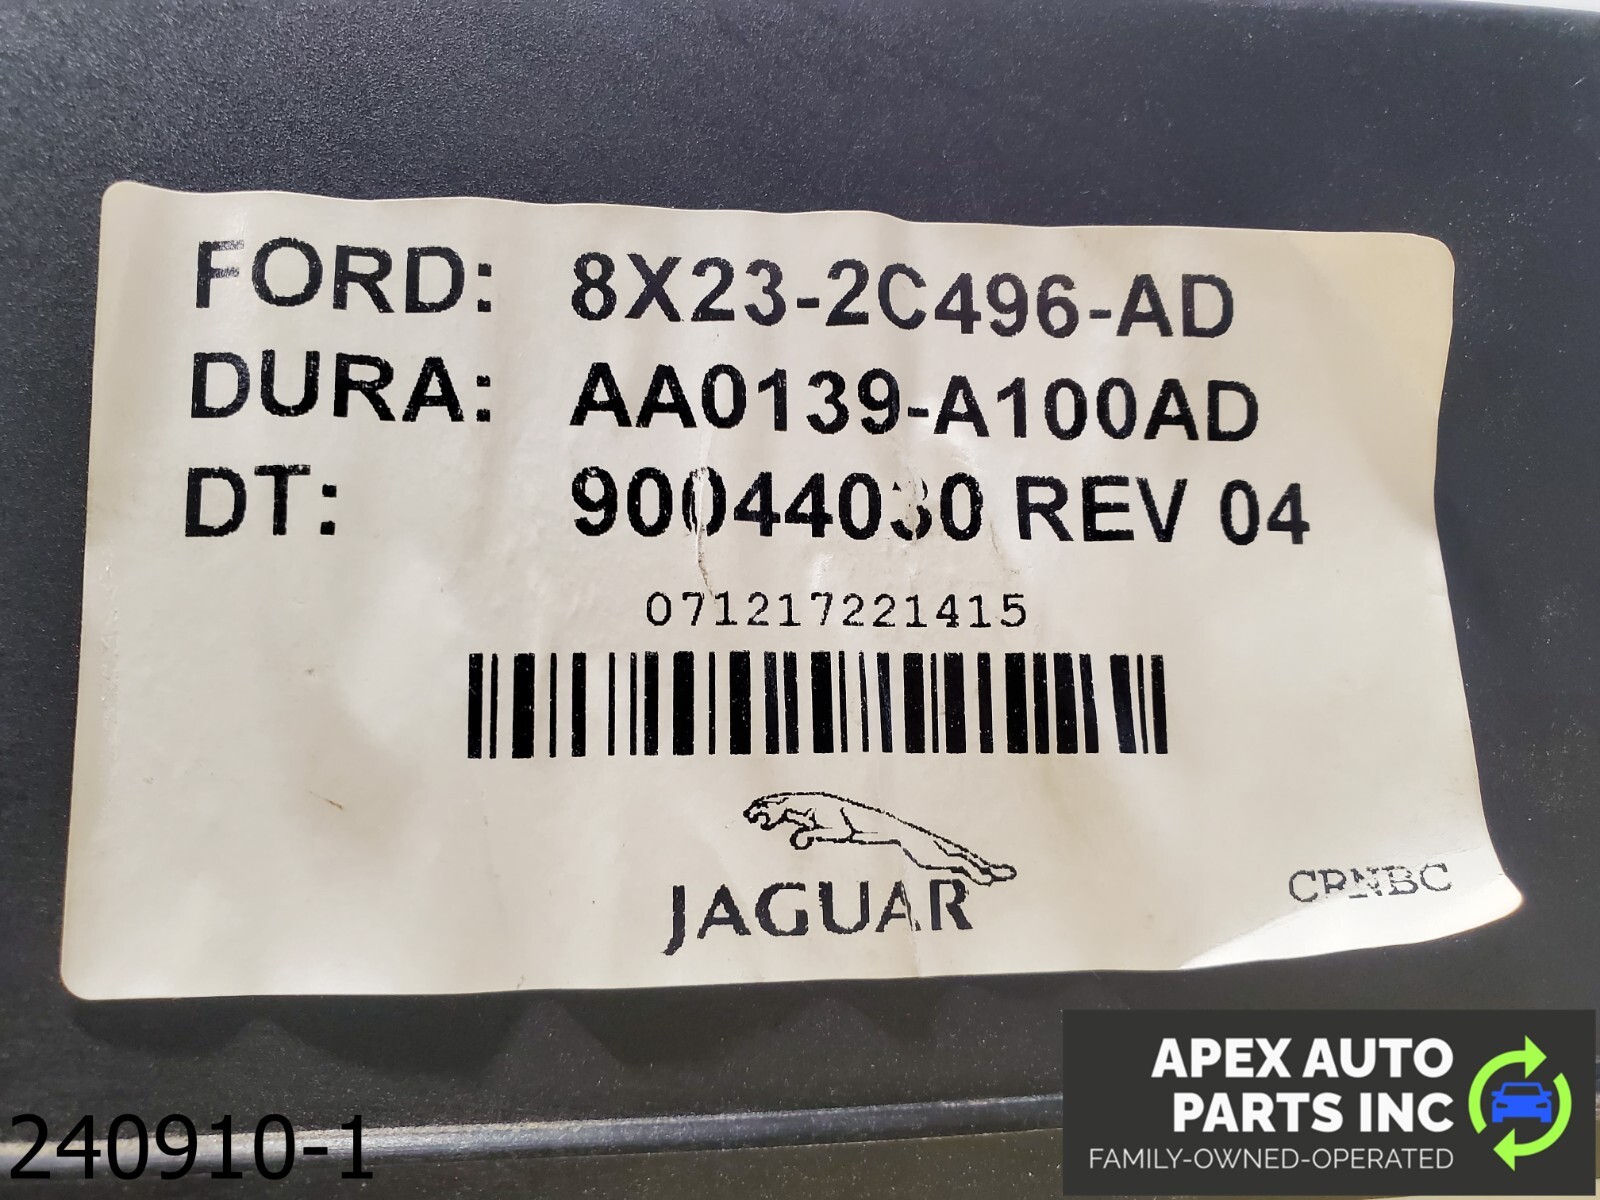 FORD: 8X23-2C496-AD
DURA: AA0139-A100AD
DT: 90044030 REV 04
071217221415
JAGUAR
CPNBC
240910-1
APEX AUTO
PARTS INC
FAMILY-OWNED-OPERATED